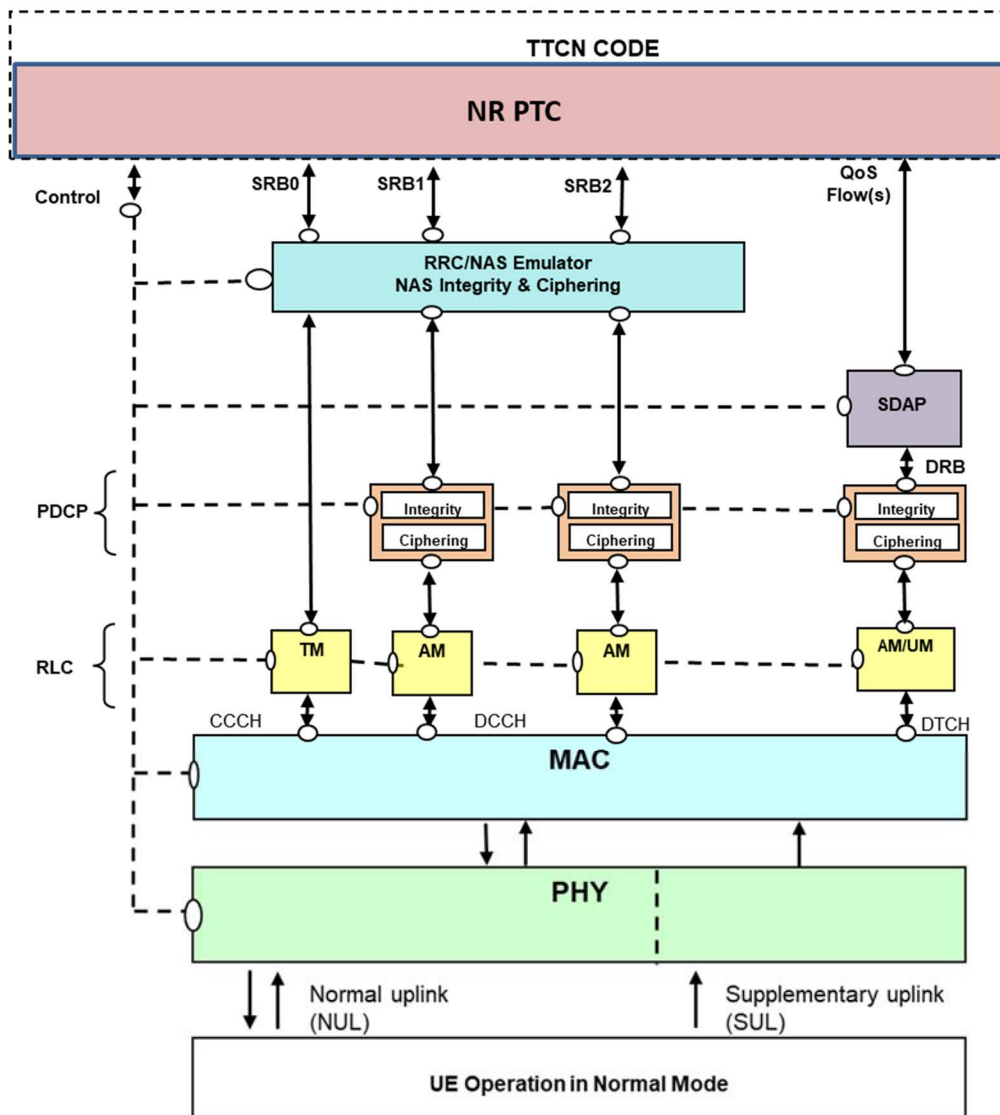 TTCN CODE
NR PTC
Control
SRB0
SRB1
SRB2
QoS
Flow(s)
RRC/NAS Emulator
NAS Integrity & Ciphering
SDAP
DRB
PDCP
Integrity
Ciphering
Integrity
Ciphering
Integrity
Ciphering
RLC
TM
AM
AM
AM/UM
CCCH
DCCH
DTCH
MAC
PHY
Normal uplink
(NUL)
Supplementary uplink
(SUL)
UE Operation in Normal Mode